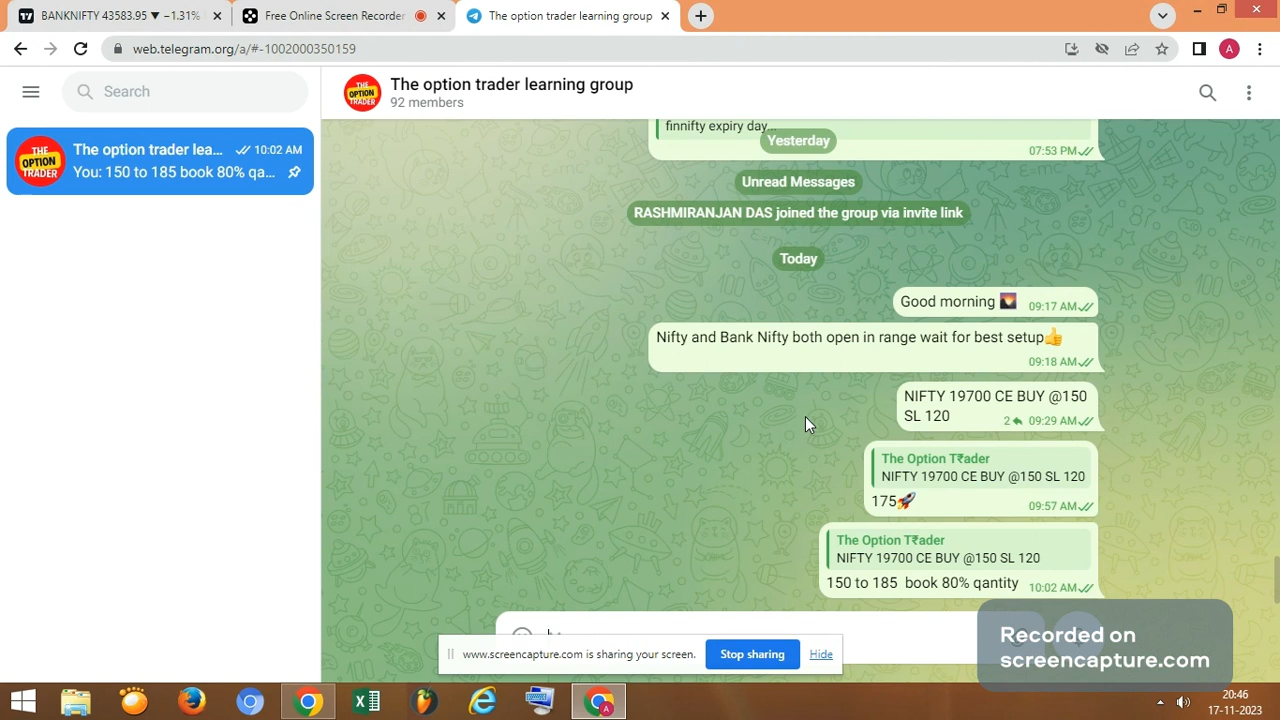 BANKNIFTY 43583.95 ▼ −1.31%
Free Online Screen Recorder
The option trader learning group
web.telegram.org/a/#-1002000350159
Search
The option trader learning group
92 members
THE OPTION TRADER
THE OPTION TRADER
The option trader lea... 10:02 AM
You: 150 to 185 book 80% qa...
finnifty expiry day...
07:53 PM
Yesterday
Unread Messages
RASHMIRANJAN DAS joined the group via invite link
Today
Good morning 🌄 09:17 AM
Nifty and Bank Nifty both open in range wait for best setup👍
09:18 AM
NIFTY 19700 CE BUY @150
SL 120
2 09:29 AM
The Option T₹ader
NIFTY 19700 CE BUY @150 SL 120
175🚀 09:57 AM
The Option T₹ader
NIFTY 19700 CE BUY @150 SL 120
150 to 185 book 80% qantity 10:02 AM
www.screencapture.com is sharing your screen.
Stop sharing
Hide
Recorded on
screencapture.com
20:46
17-11-2023